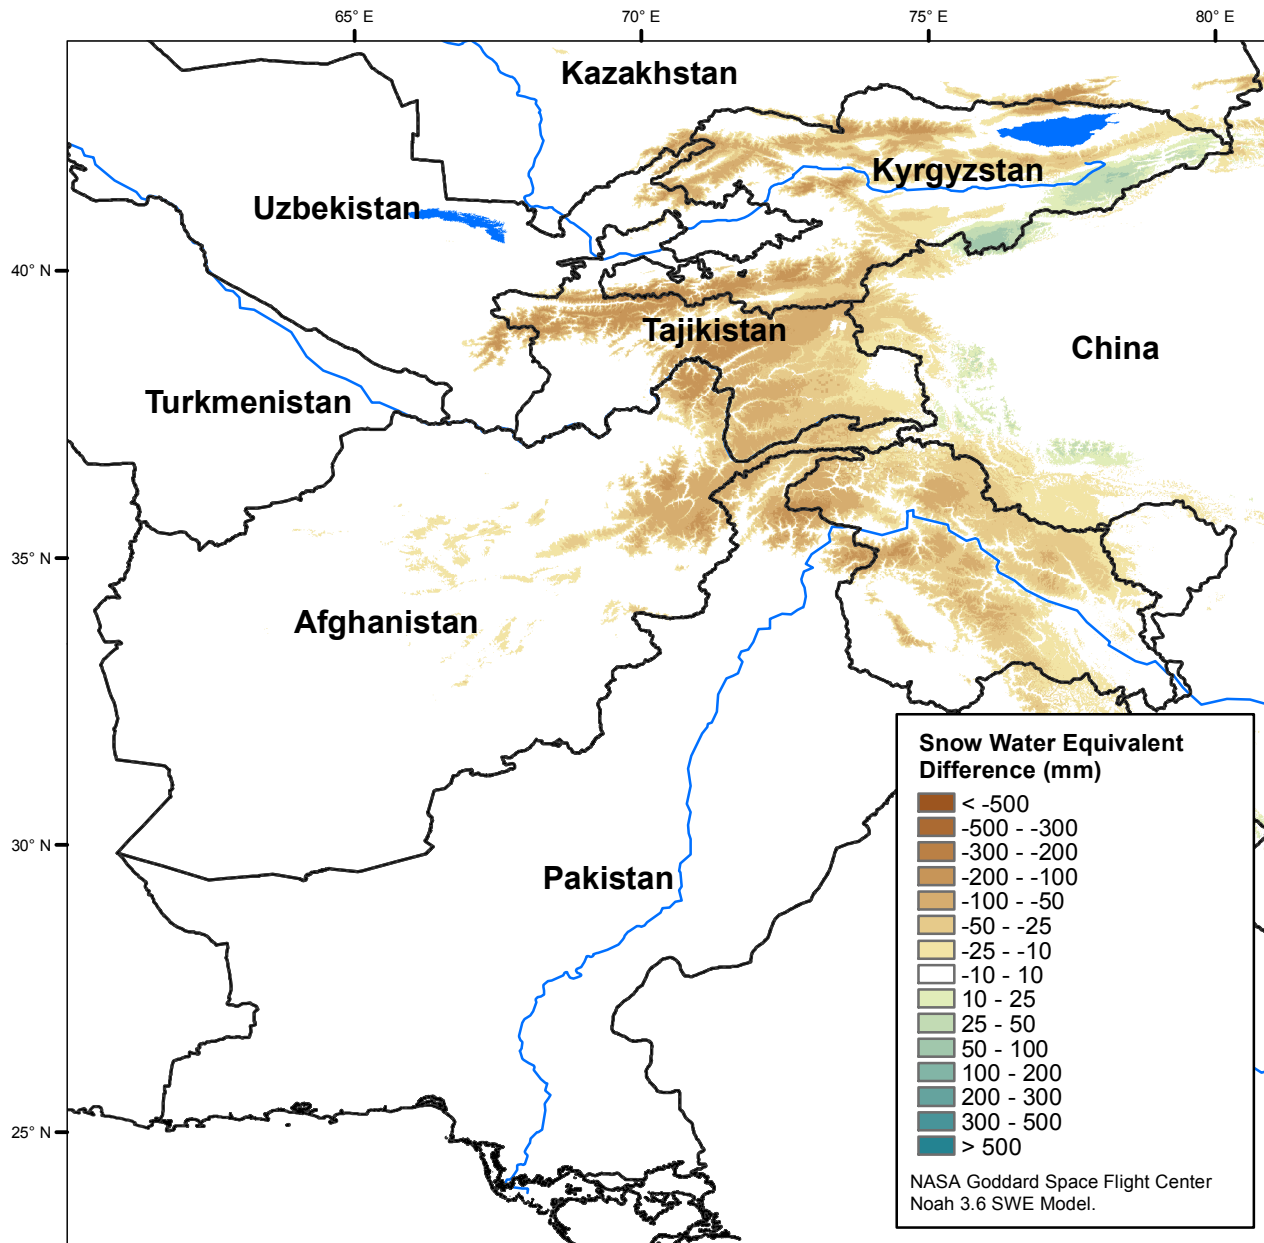 65° E
70° E
75° E
80° E
Kazakhstan
Kyrgyzstan
Uzbekistan
40° N
Tajikistan
China
Turkmenistan
35° N
Afghanistan
30° N
Pakistan
25° N
Snow Water Equivalent
Difference (mm)
< -500
-500 - -300
-300 - -200
-200 - -100
-100 - -50
-50 - -25
-25 - -10
-10 - 10
10 - 25
25 - 50
50 - 100
100 - 200
200 - 300
300 - 500
> 500
NASA Goddard Space Flight Center
Noah 3.6 SWE Model.